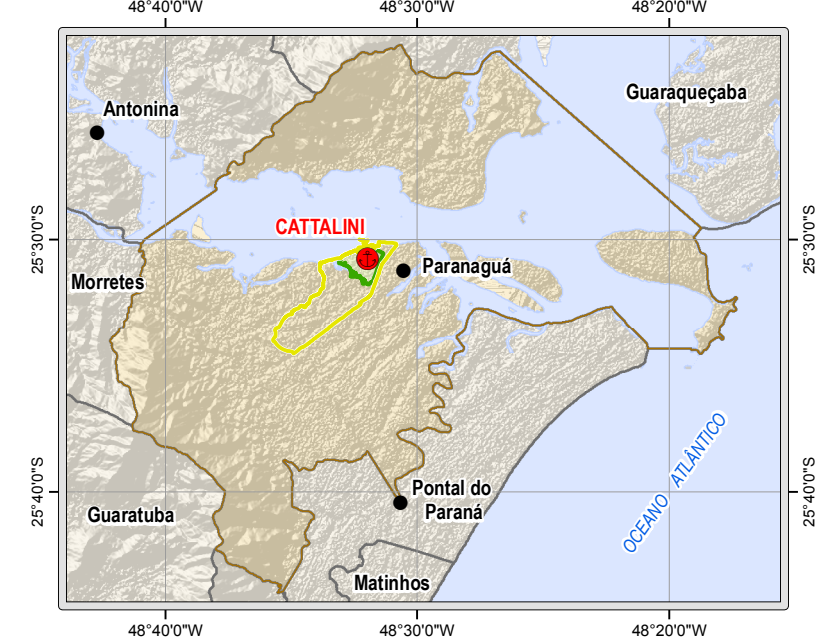 48°40'0"W
48°30'0"W
48°20'0"W
Guaraqueçaba
Antonina
CATTALINI
25°30'0"S
25°30'0"S
Paranaguá
Morretes
OCEANO ATLÂNTICO
25°40'0"S
25°40'0"S
Pontal do
Paraná
Guaratuba
Matinhos
48°40'0"W
48°30'0"W
48°20'0"W